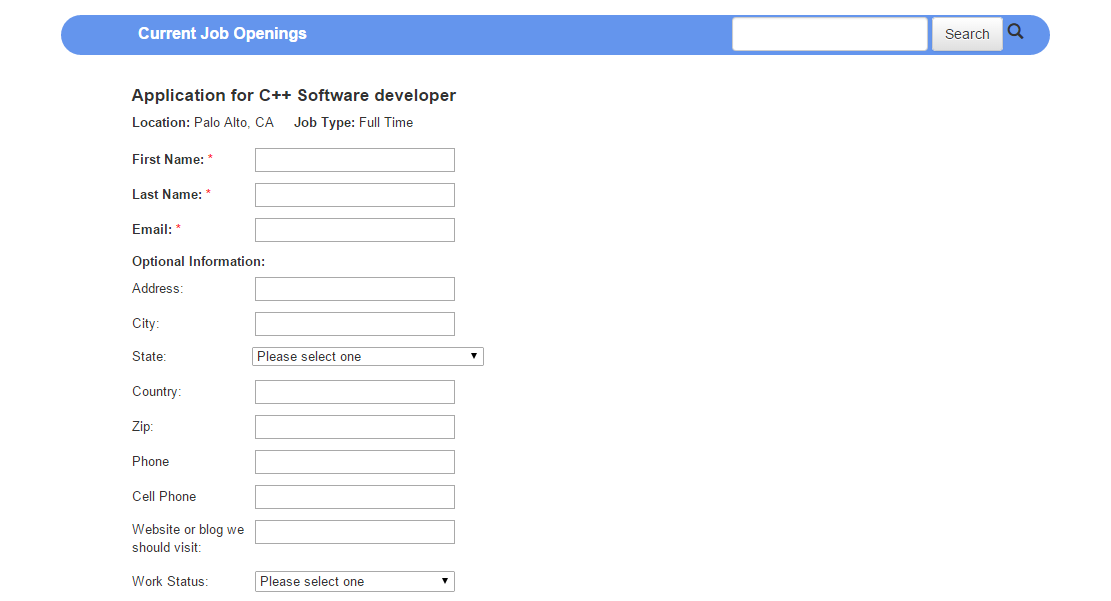 Current Job Openings
Search
Application for C++ Software developer
Location: Palo Alto, CA Job Type: Full Time
First Name: *
Last Name: *
Email: *
Optional Information:
Address:
City:
State: Please select one
Country:
Zip:
Phone
Cell Phone
Website or blog we
should visit:
Work Status: Please select one